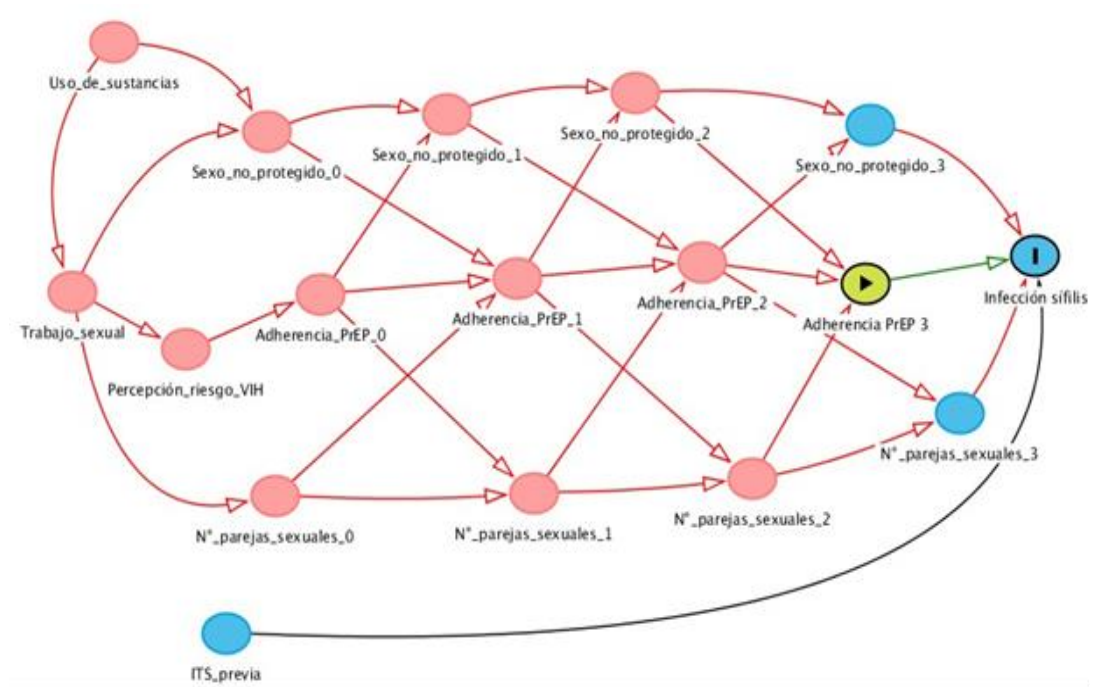 Uso_de_sustancias
Sexo_no_protegido_0
Sexo_no_protegido_1
Sexo_no_protegido_2
Sexo_no_protegido_3
Trabajo_sexual
Percepción_riesgo_VIH
Adherencia_PrEP_0
Adherencia_PrEP_1
Adherencia_PrEP_2
Adherencia PrEP 3
Infección sífilis
N°_parejas_sexuales_0
N°_parejas_sexuales_1
N°_parejas_sexuales_2
N°_parejas_sexuales_3
ITS_previa